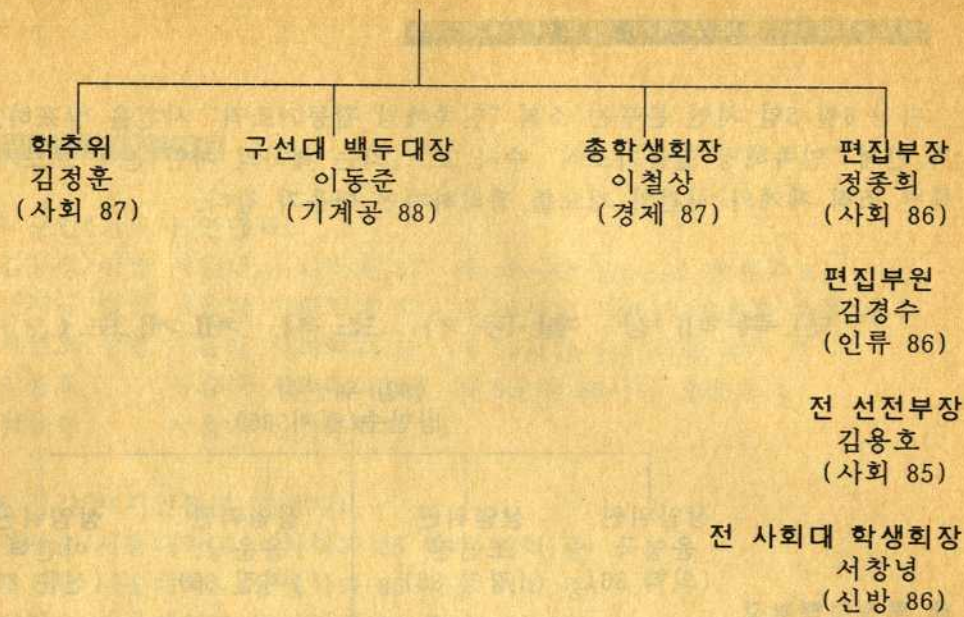 학추위
김정훈
(사회 87)
구선대 백두대장
이동준
(기계공 88)
총학생회장
이철상
(경제 87)
편집부장
정종희
(사회 86)
편집부원
김경수
(인류 86)
전 선전부장
김용호
(사회 85)
전 사회대 학생회장
서창녕
(신방 86)